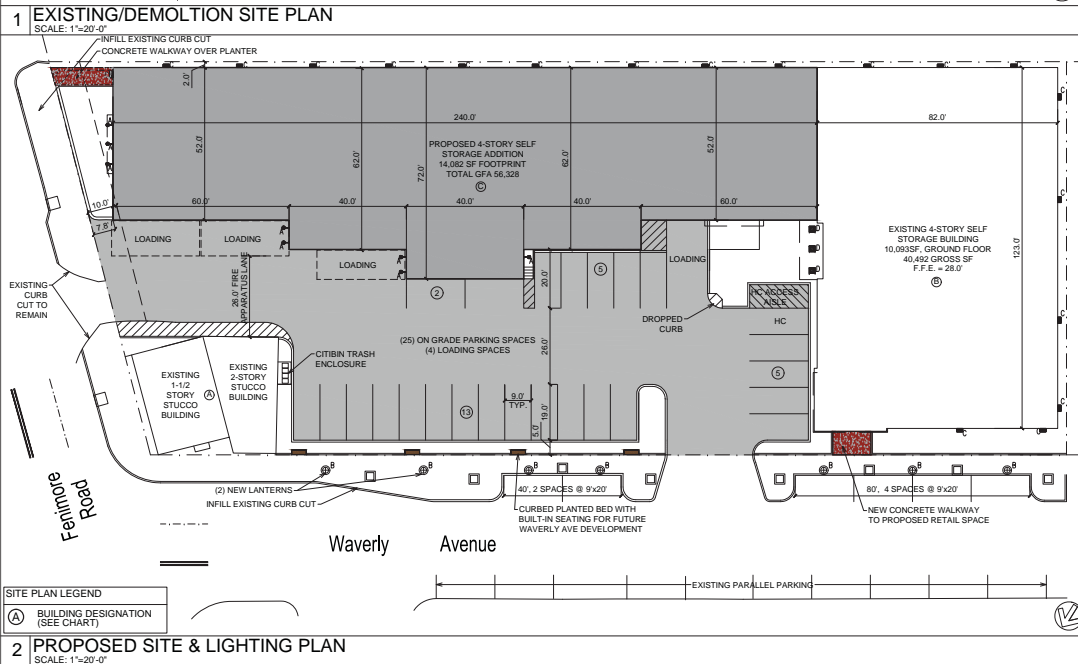 1 EXISTING/DEMOLTION SITE PLAN
SCALE: 1"=20'-0"
INFILL EXISTING CURB CUT
CONCRETE WALKWAY OVER PLANTER
2.0'
240.0'
82.0'
52.0'
62.0'
72.0'
62.0'
52.0'
123.0'
PROPOSED 4-STORY SELF
STORAGE ADDITION
14,082 SF FOOTPRINT
TOTAL GFA 56,328
C
10.0'
60.0'
40.0'
40.0'
40.0'
60.0'
7.8'
LOADING
LOADING
LOADING
LOADING
EXISTING 4-STORY SELF
STORAGE BUILDING
10,093SF, GROUND FLOOR
40,492 GROSS SF
F.F.E. = 28.0'
B
EXISTING
CURB
CUT TO
REMAIN
26.0' FIRE
APPARATUS LANE
2
5
20.0'
HC ACCESS
AISLE
HC
DROPPED
CURB
(25) ON GRADE PARKING SPACES
(4) LOADING SPACES
26.0'
CITIBIN TRASH
ENCLOSURE
EXISTING
1-1/2
STORY
STUCCO
BUILDING
A
EXISTING
2-STORY
STUCCO
BUILDING
5
13
9.0'
TYP.
19.0'
5.0'
(2) NEW LANTERNS
INFILL EXISTING CURB CUT
40', 2 SPACES @ 9'x20'
80', 4 SPACES @ 9'x20'
CURBED PLANTED BED WITH
BUILT-IN SEATING FOR FUTURE
WAVERLY AVE DEVELOPMENT
NEW CONCRETE WALKWAY
TO PROPOSED RETAIL SPACE
Fenimore
Road
Waverly Avenue
EXISTING PARALLEL PARKING
SITE PLAN LEGEND
A BUILDING DESIGNATION
(SEE CHART)
2 PROPOSED SITE & LIGHTING PLAN
SCALE: 1"=20'-0"